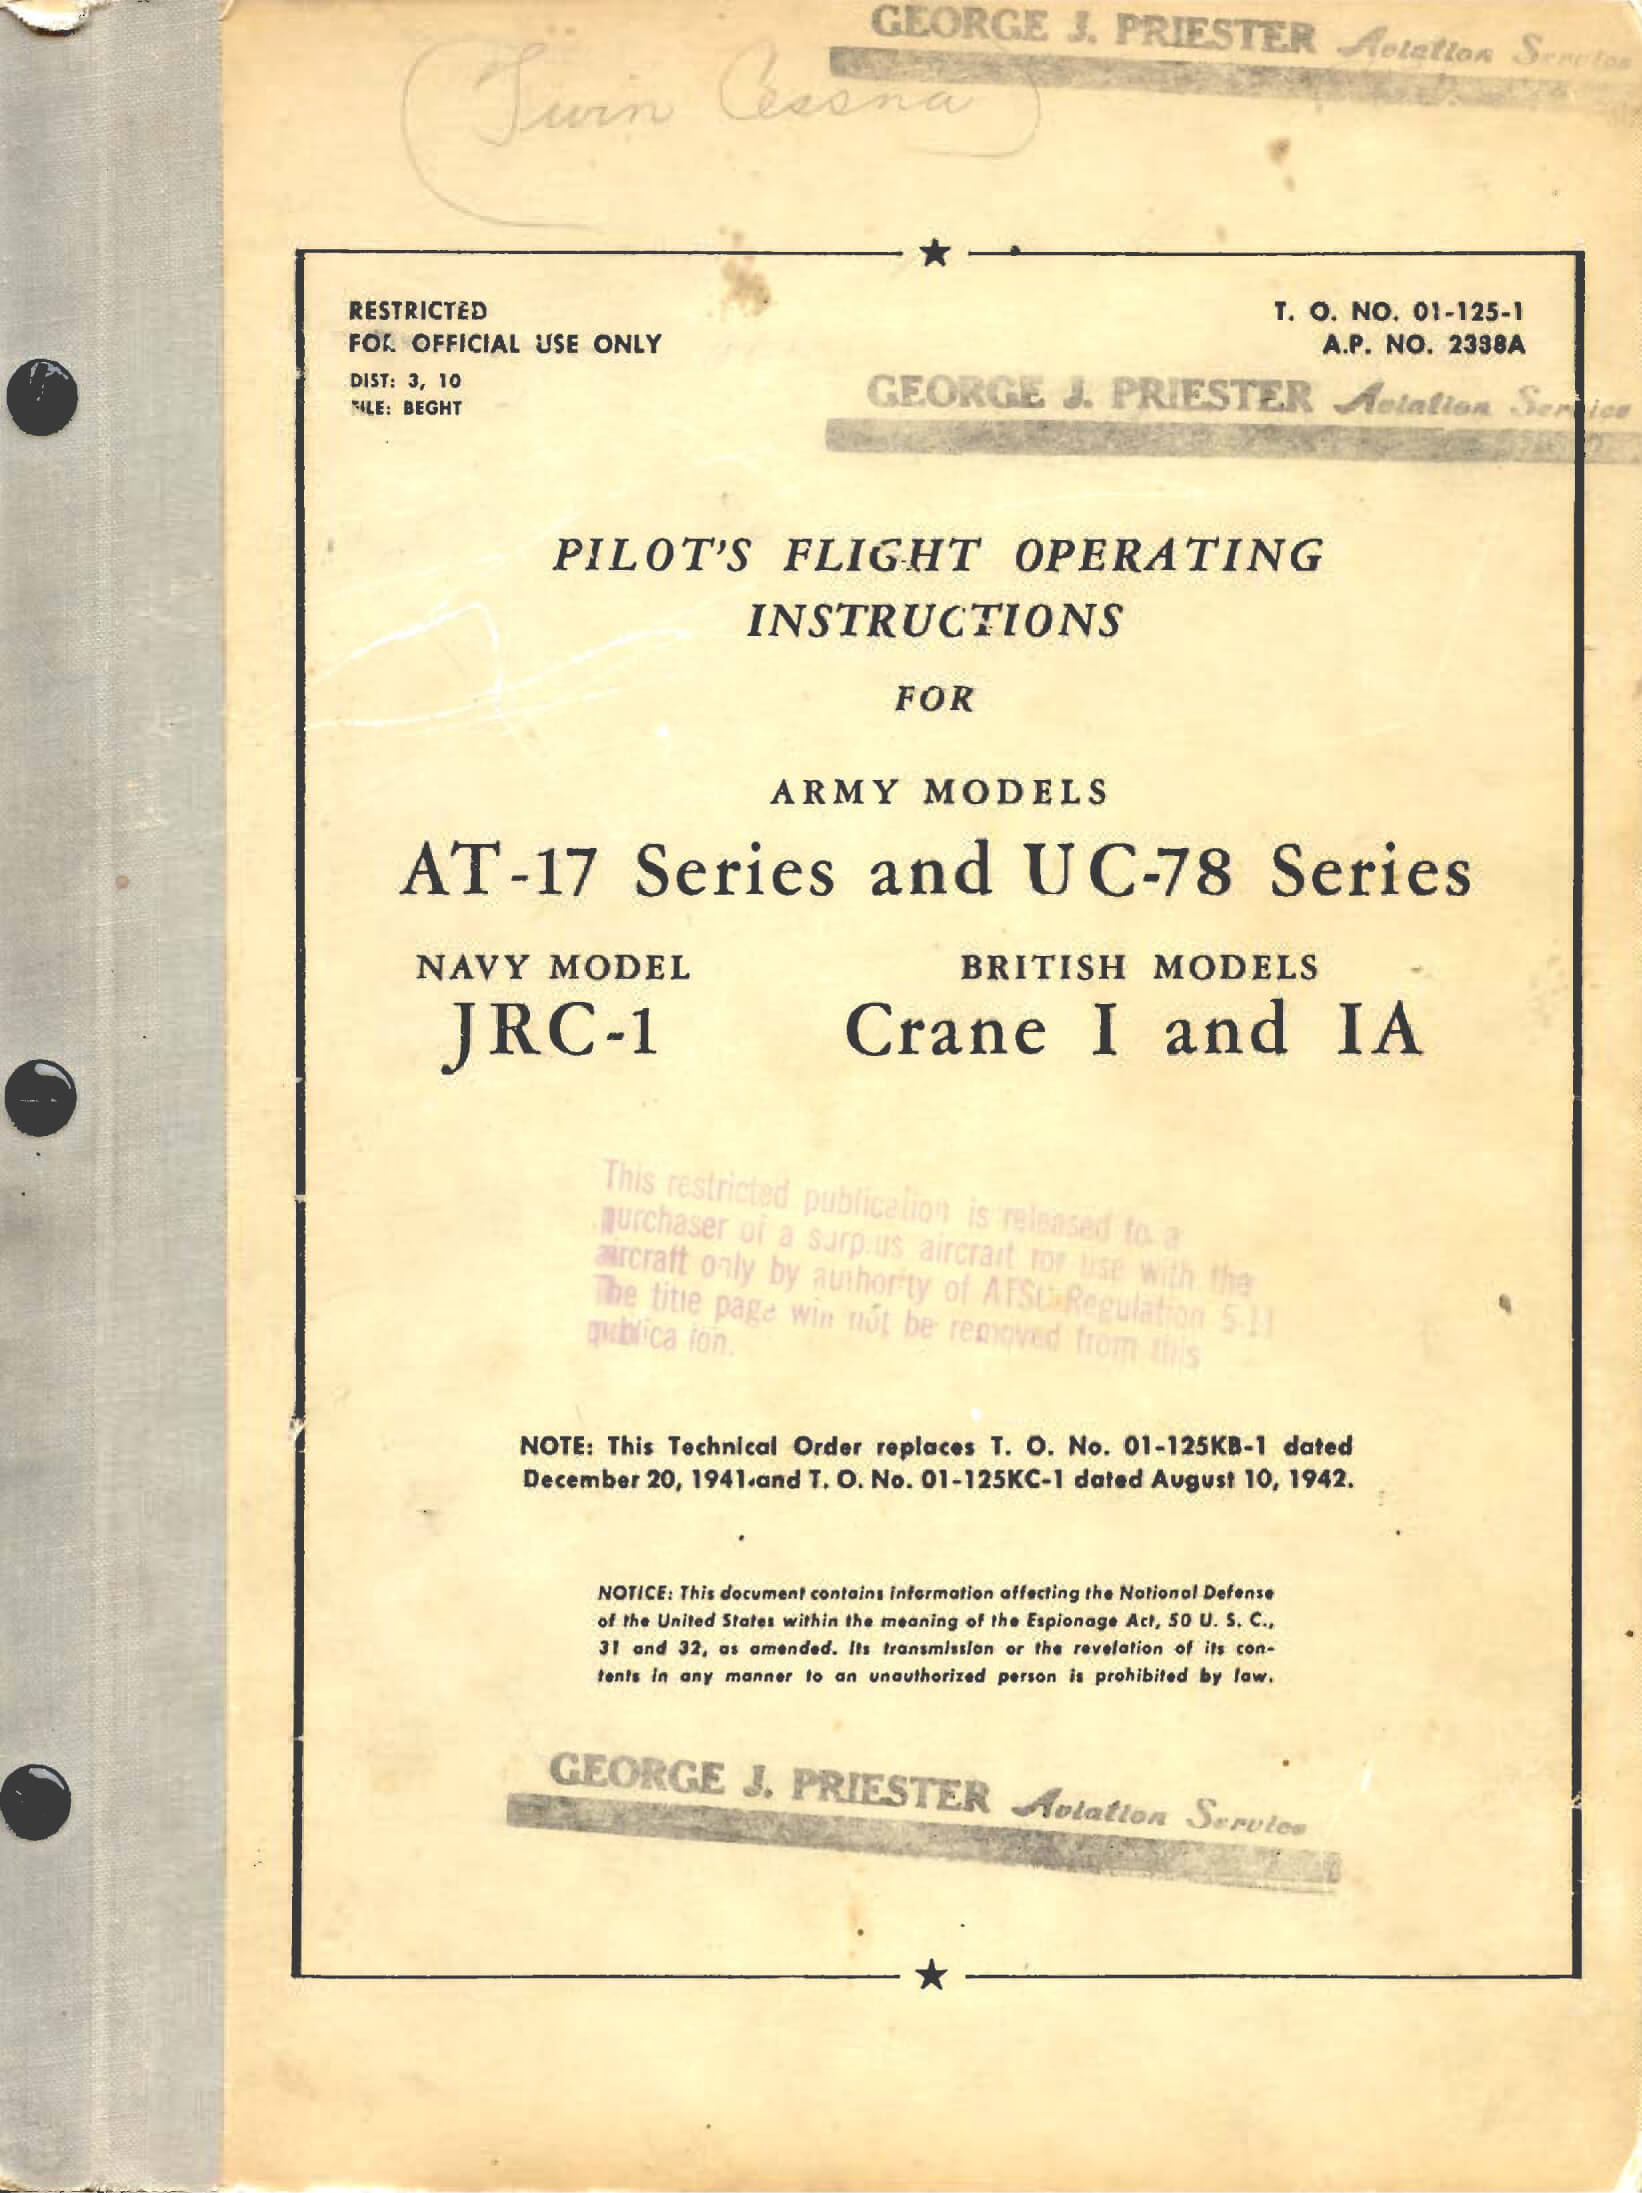 GEORGE J. PRIESTER Aviation Service
Twin Cessna
RESTRICTED
FOR OFFICIAL USE ONLY
DIST: 3, 10
FILE: BEGHT
T. O. NO. 01-125-1
A.P. NO. 2338A
GEORGE J. PRIESTER Aviation Service
PILOT'S FLIGHT OPERATING
INSTRUCTIONS
FOR
ARMY MODELS
AT-17 Series and UC-78 Series
NAVY MODEL
JRC-1
BRITISH MODELS
Crane I and IA
This restricted publication is released to a
purchaser of a surplus aircraft for use with the
aircraft only by authority of ATSC Regulation 5-11
The title page will not be removed from this
publication.
NOTE: This Technical Order replaces T. O. No. 01-125KB-1 dated
December 20, 1941 and T. O. No. 01-125KC-1 dated August 10, 1942.
NOTICE: This document contains information affecting the National Defense
of the United States within the meaning of the Espionage Act, 50 U. S. C.,
31 and 32, as amended. Its transmission or the revelation of its con-
tents in any manner to an unauthorized person is prohibited by law.
GEORGE J. PRIESTER Aviation Service